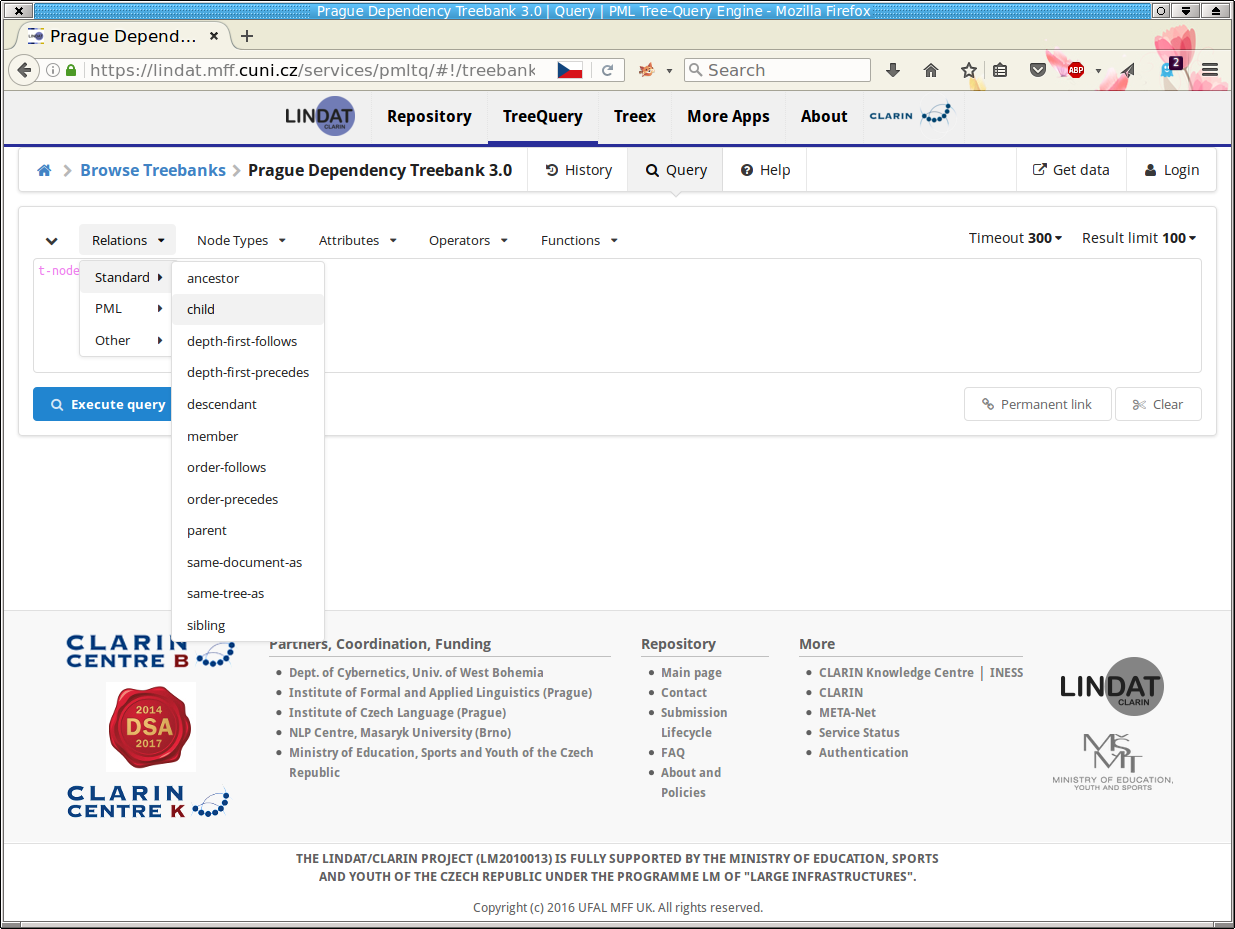 Prague Dependency Treebank 3.0 | Query | PML Tree-Query Engine - Mozilla Firefox
Prague Depend...
https://lindat.mff.cuni.cz/services/pmltq/#!/treebank
Search
ABP
2
LINDAT CLARIN
Repository
TreeQuery
Treex
More Apps
About
CLARIN
Browse Treebanks
Prague Dependency Treebank 3.0
History
Query
Help
Get data
Login
Relations
Node Types
Attributes
Operators
Functions
Timeout 300
Result limit 100
t-node
Standard
PML
Other
ancestor
child
depth-first-follows
depth-first-precedes
descendant
member
order-follows
order-precedes
parent
same-document-as
same-tree-as
sibling
Execute query
Permanent link
Clear
CLARIN
CENTRE B
2014
DSA
2017
CLARIN
CENTRE K
Partners, Coordination, Funding
Dept. of Cybernetics, Univ. of West Bohemia
Institute of Formal and Applied Linguistics (Prague)
Institute of Czech Language (Prague)
NLP Centre, Masaryk University (Brno)
Ministry of Education, Sports and Youth of the Czech
Republic
Repository
Main page
Contact
Submission
Lifecycle
FAQ
About and
Policies
More
CLARIN Knowledge Centre | INESS
CLARIN
META-Net
Service Status
Authentication
LINDAT
CLARIN
MŠMT
MINISTRY OF EDUCATION,
YOUTH AND SPORTS
THE LINDAT/CLARIN PROJECT (LM2010013) IS FULLY SUPPORTED BY THE MINISTRY OF EDUCATION, SPORTS
AND YOUTH OF THE CZECH REPUBLIC UNDER THE PROGRAMME LM OF "LARGE INFRASTRUCTURES".
Copyright (c) 2016 UFAL MFF UK. All rights reserved.